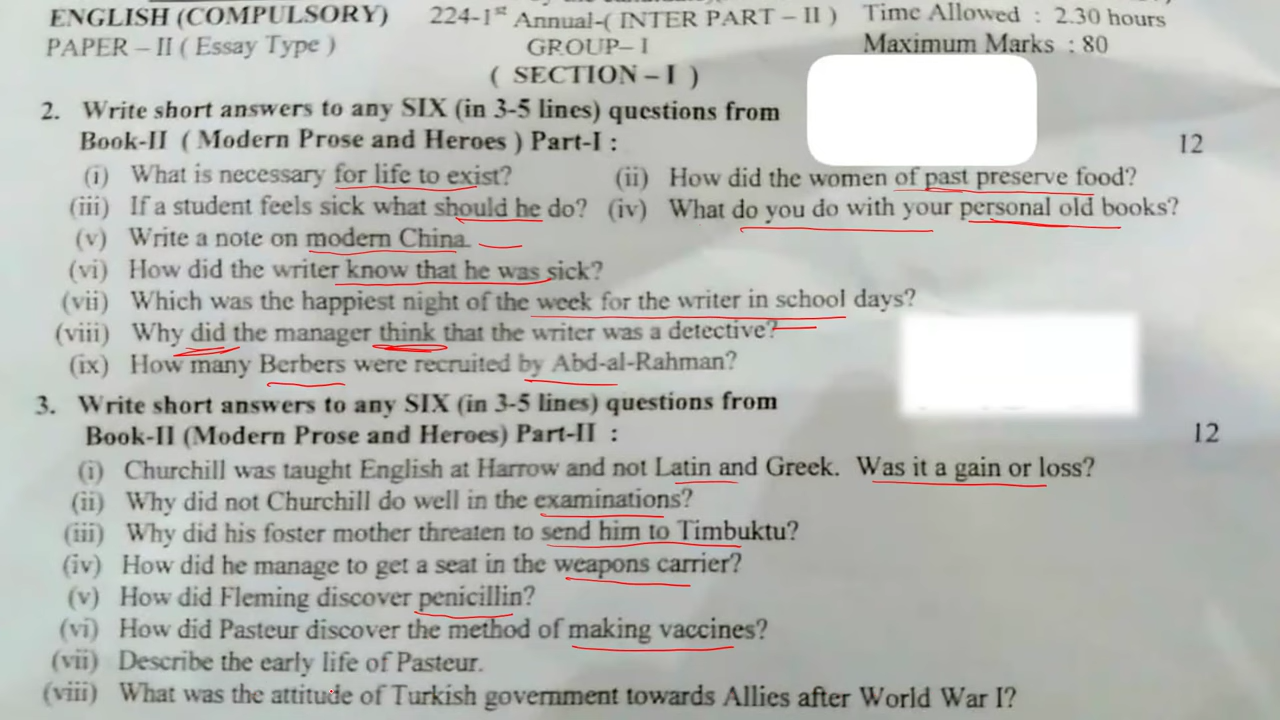 ENGLISH (COMPULSORY) 224-1st Annual-( INTER PART – II ) Time Allowed : 2.30 hours
PAPER – II ( Essay Type ) GROUP– I Maximum Marks : 80
( SECTION – I )
2. Write short answers to any SIX (in 3-5 lines) questions from
Book-II ( Modern Prose and Heroes ) Part-I : 12
(i) What is necessary for life to exist? (ii) How did the women of past preserve food?
(iii) If a student feels sick what should he do? (iv) What do you do with your personal old books?
(v) Write a note on modern China.
(vi) How did the writer know that he was sick?
(vii) Which was the happiest night of the week for the writer in school days?
(viii) Why did the manager think that the writer was a detective?
(ix) How many Berbers were recruited by Abd-al-Rahman?
3. Write short answers to any SIX (in 3-5 lines) questions from
Book-II (Modern Prose and Heroes) Part-II : 12
(i) Churchill was taught English at Harrow and not Latin and Greek. Was it a gain or loss?
(ii) Why did not Churchill do well in the examinations?
(iii) Why did his foster mother threaten to send him to Timbuktu?
(iv) How did he manage to get a seat in the weapons carrier?
(v) How did Fleming discover penicillin?
(vi) How did Pasteur discover the method of making vaccines?
(vii) Describe the early life of Pasteur.
(viii) What was the attitude of Turkish government towards Allies after World War I?